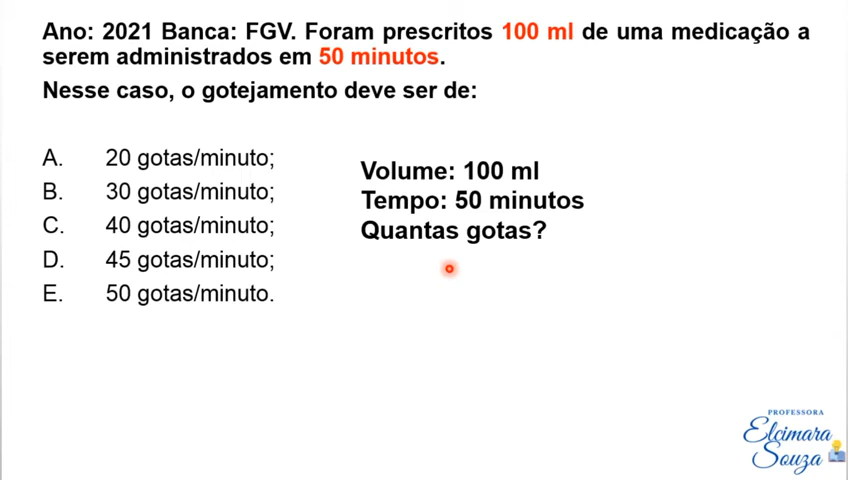 Ano: 2021 Banca: FGV. Foram prescritos 100 ml de uma medicação a
serem administrados em 50 minutos.
Nesse caso, o gotejamento deve ser de:
A. 20 gotas/minuto;
B. 30 gotas/minuto;
C. 40 gotas/minuto;
D. 45 gotas/minuto;
E. 50 gotas/minuto.
Volume: 100 ml
Tempo: 50 minutos
Quantas gotas?
PROFESSORA
Elcimara
Souza